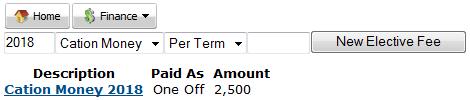 Home Finance
2018 Cation Money Per Term New Elective Fee
Description Paid As Amount
Cation Money 2018 One Off 2,500